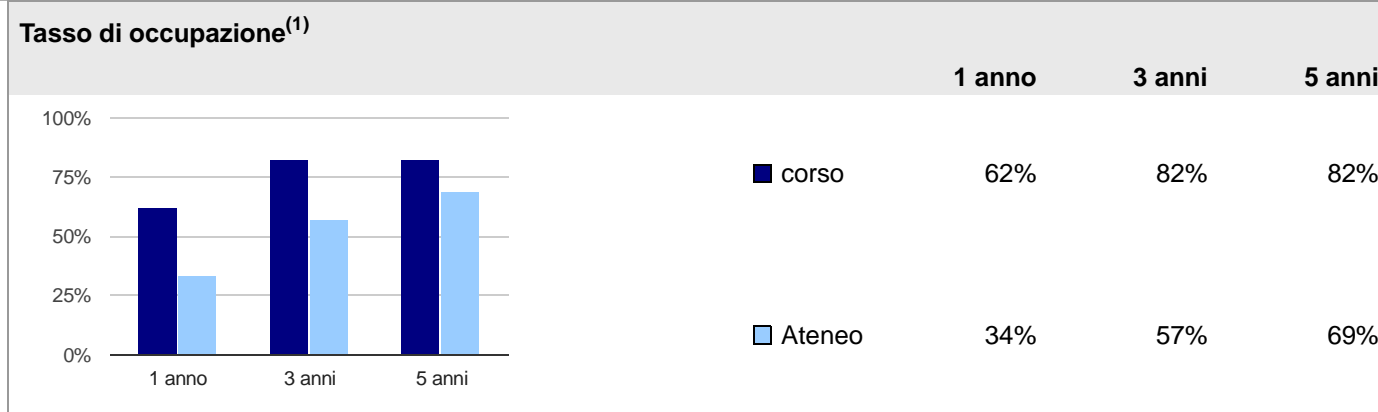 Tasso di occupazione(1)
1 anno 3 anni 5 anni
100%
75%
50%
25%
0%
1 anno 3 anni 5 anni
corso 62% 82% 82%
Ateneo 34% 57% 69%